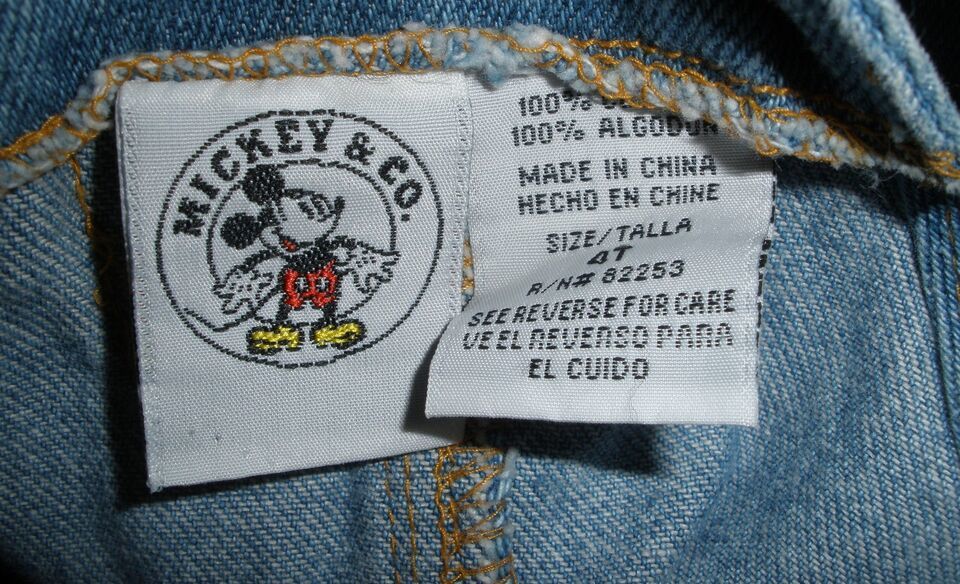 MICKEY & CO.
100%
100% ALGODON
MADE IN CHINA
HECHO EN CHINE
SIZE/TALLA
4T
R/N# 82253
SEE REVERSE FOR CARE
VE EL REVERSO PARA
EL CUIDO